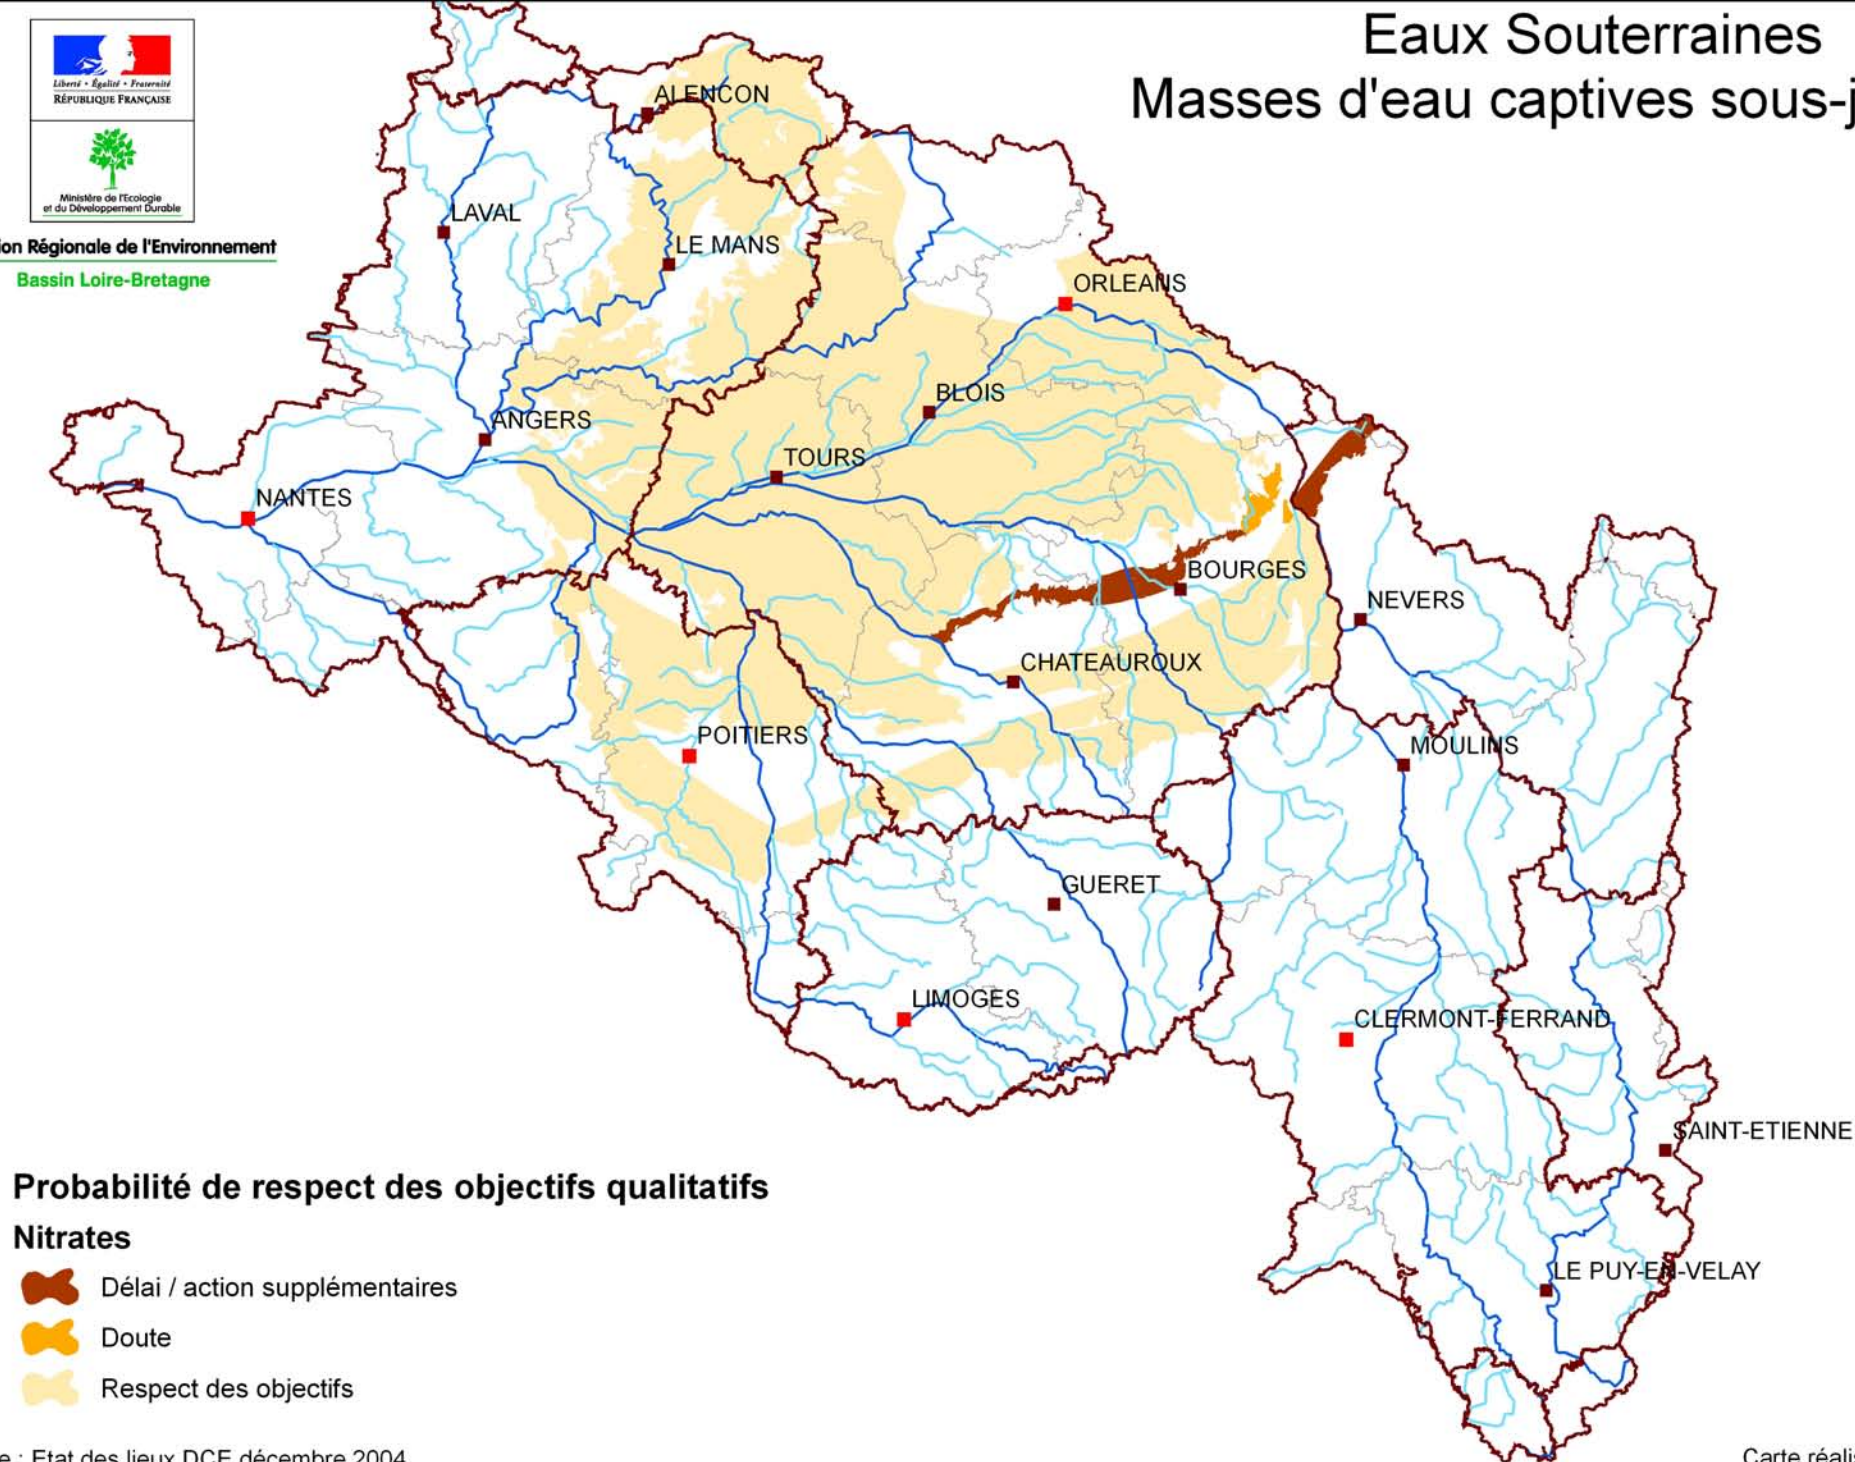 Eaux Souterraines
Masses d'eau captives sous-j
Liberté • Égalité • Fraternité
RÉPUBLIQUE FRANÇAISE
Ministère de l'Ecologie
et du Développement Durable
ion Régionale de l'Environnement
Bassin Loire-Bretagne
ALENCON
LAVAL
LE MANS
ORLEANS
BLOIS
ANGERS
TOURS
NANTES
BOURGES
NEVERS
CHATEAUROUX
POITIERS
MOULINS
GUERET
LIMOGES
CLERMONT-FERRAND
SAINT-ETIENNE
LE PUY-EN-VELAY
Probabilité de respect des objectifs qualitatifs
Nitrates
Délai / action supplémentaires
Doute
Respect des objectifs
e : Etat des lieux DCE décembre 2004
Carte réalis